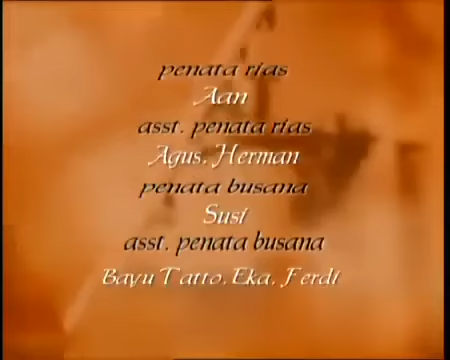 penata rias
Aan
asst. penata rias
Agus, Herman
penata busana
Susi
asst. penata busana
Bayu Tatto, Eka, Ferdi